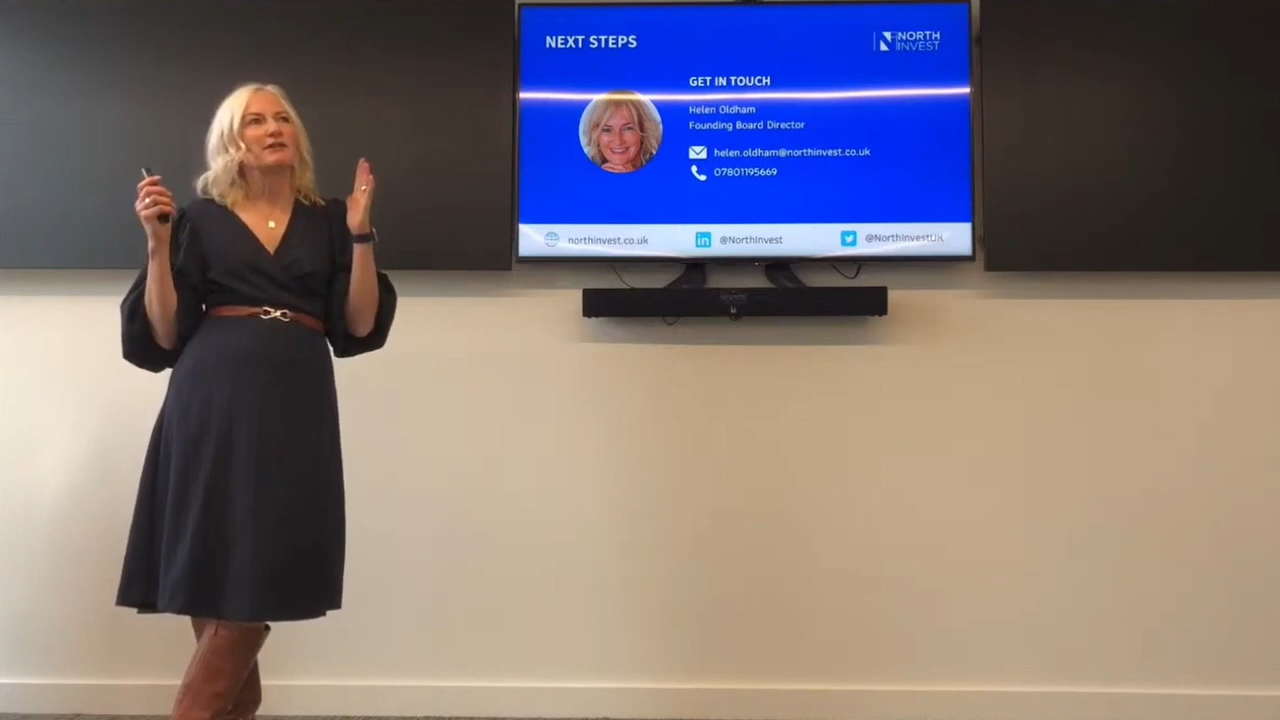 NEXT STEPS
NORTH
INVEST
GET IN TOUCH
Helen Oldham
Founding Board Director
helen.oldham@northinvest.co.uk
07801195669
northinvest.co.uk
@NorthInvest
@NorthInvestUK